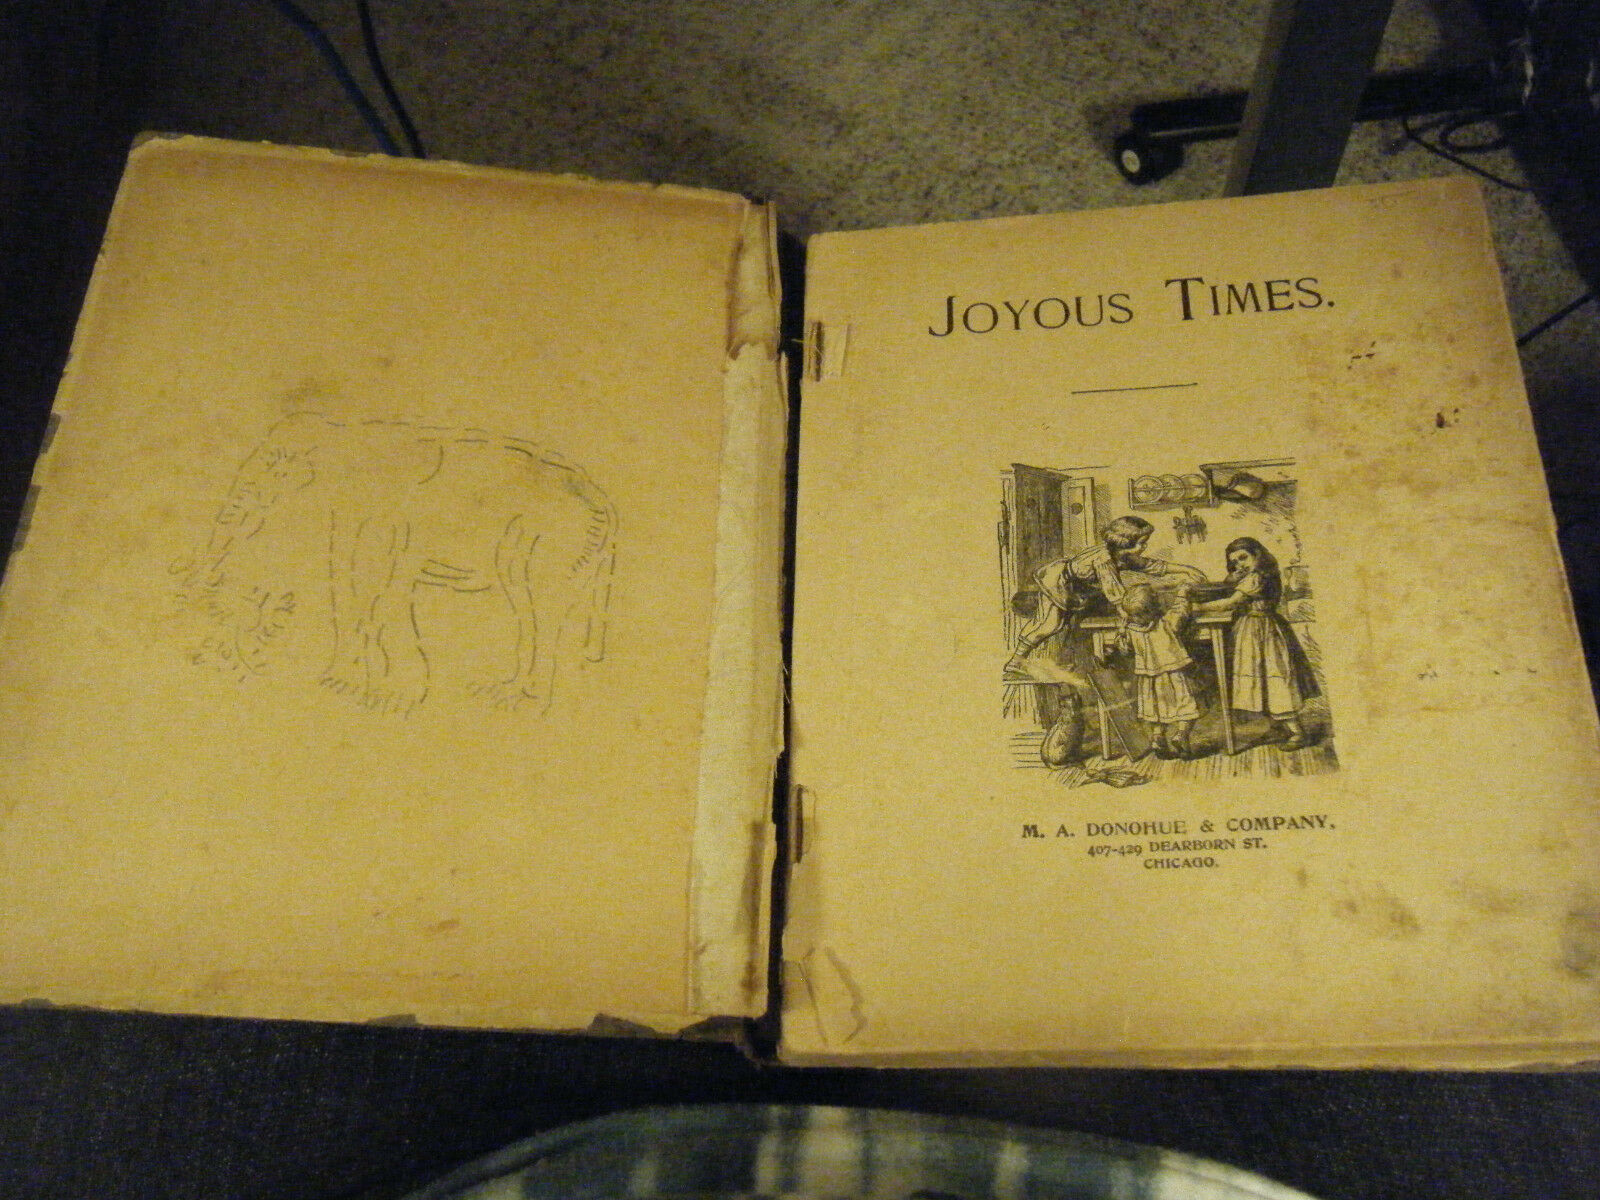 JOYOUS TIMES.
M. A. DONOHUE & COMPANY,
407-429 DEARBORN ST.
CHICAGO.